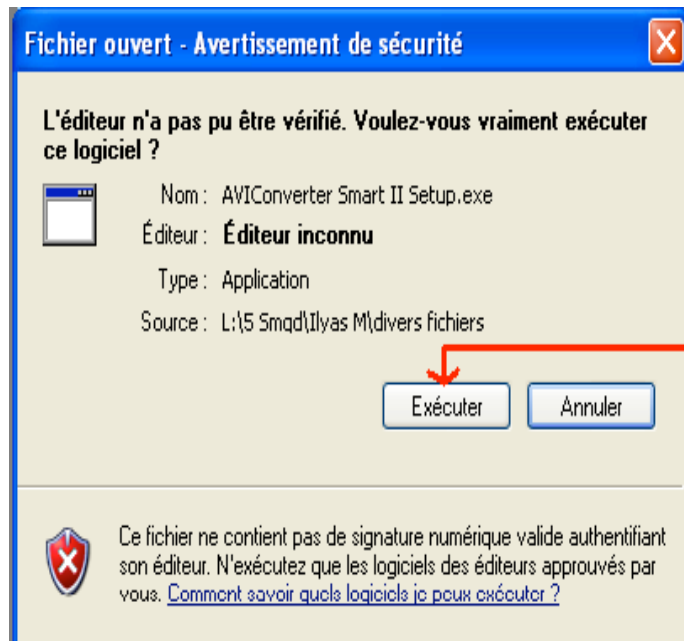 Fichier ouvert - Avertissement de sécurité
L'éditeur n'a pas pu être vérifié. Voulez-vous vraiment exécuter
ce logiciel ?
Nom : AVIConverter Smart II Setup.exe
Éditeur : Éditeur inconnu
Type : Application
Source : L:\5 Smqd\Ilyas M\divers fichiers
Exécuter Annuler
Ce fichier ne contient pas de signature numérique valide authentifiant
son éditeur. N'exécutez que les logiciels des éditeurs approuvés par
vous. Comment savoir quels logiciels je peux exécuter ?